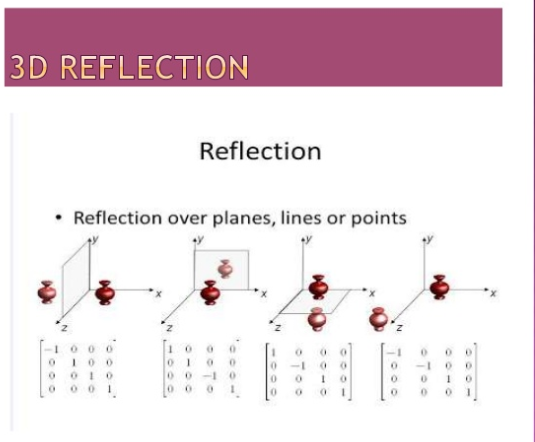 3D REFLECTION
Reflection
• Reflection over planes, lines or points
y y y y
x x x x
z z z z
-1 0 0 0 1 0 0 0 1 0 0 0 -1 0 0 0
0 1 0 0 0 1 0 0 0 -1 0 0 0 -1 0 0
0 0 1 0 0 0 -1 0 0 0 1 0 0 0 1 0
0 0 0 1 0 0 0 1 0 0 0 1 0 0 0 1